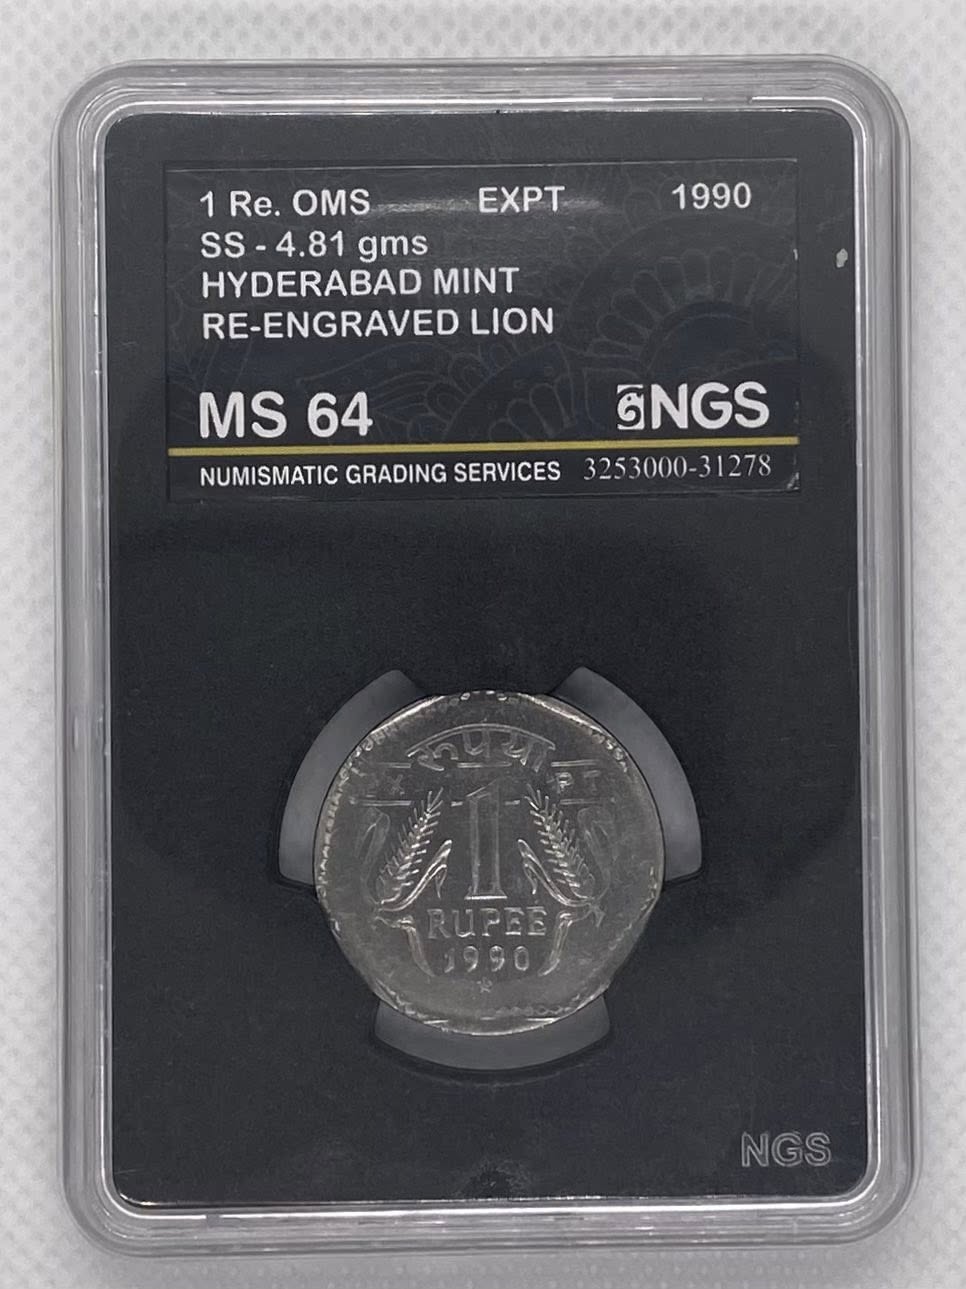 1 Re. OMS EXPT 1990
SS - 4.81 gms
HYDERABAD MINT
RE-ENGRAVED LION
MS 64 NGS
NUMISMATIC GRADING SERVICES 3253000-31278
रूपया
1
RUPEE
1990
NGS